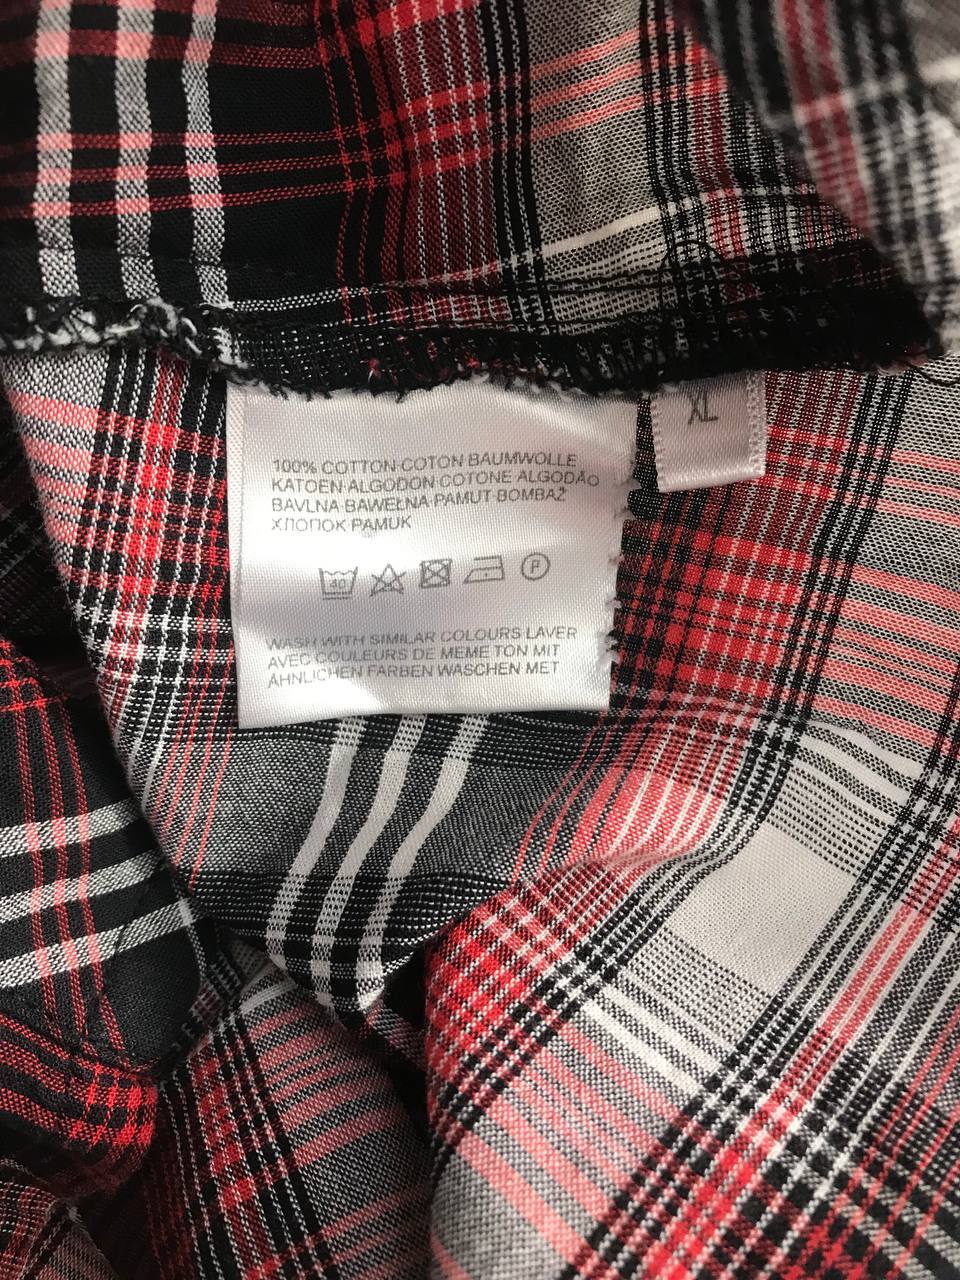 XL
100% COTTON COTON BAUMWOLLE
KATOEN ALGODON COTONE ALGODÃO
BAVLNA BAWEŁNA PAMUT BOMBAŽ
ХЛОПОК PAMUK
40
P
WASH WITH SIMILAR COLOURS LAVER
AVEC COULEURS DE MEME TON MIT
ÄHNLICHEN FARBEN WASCHEN MET